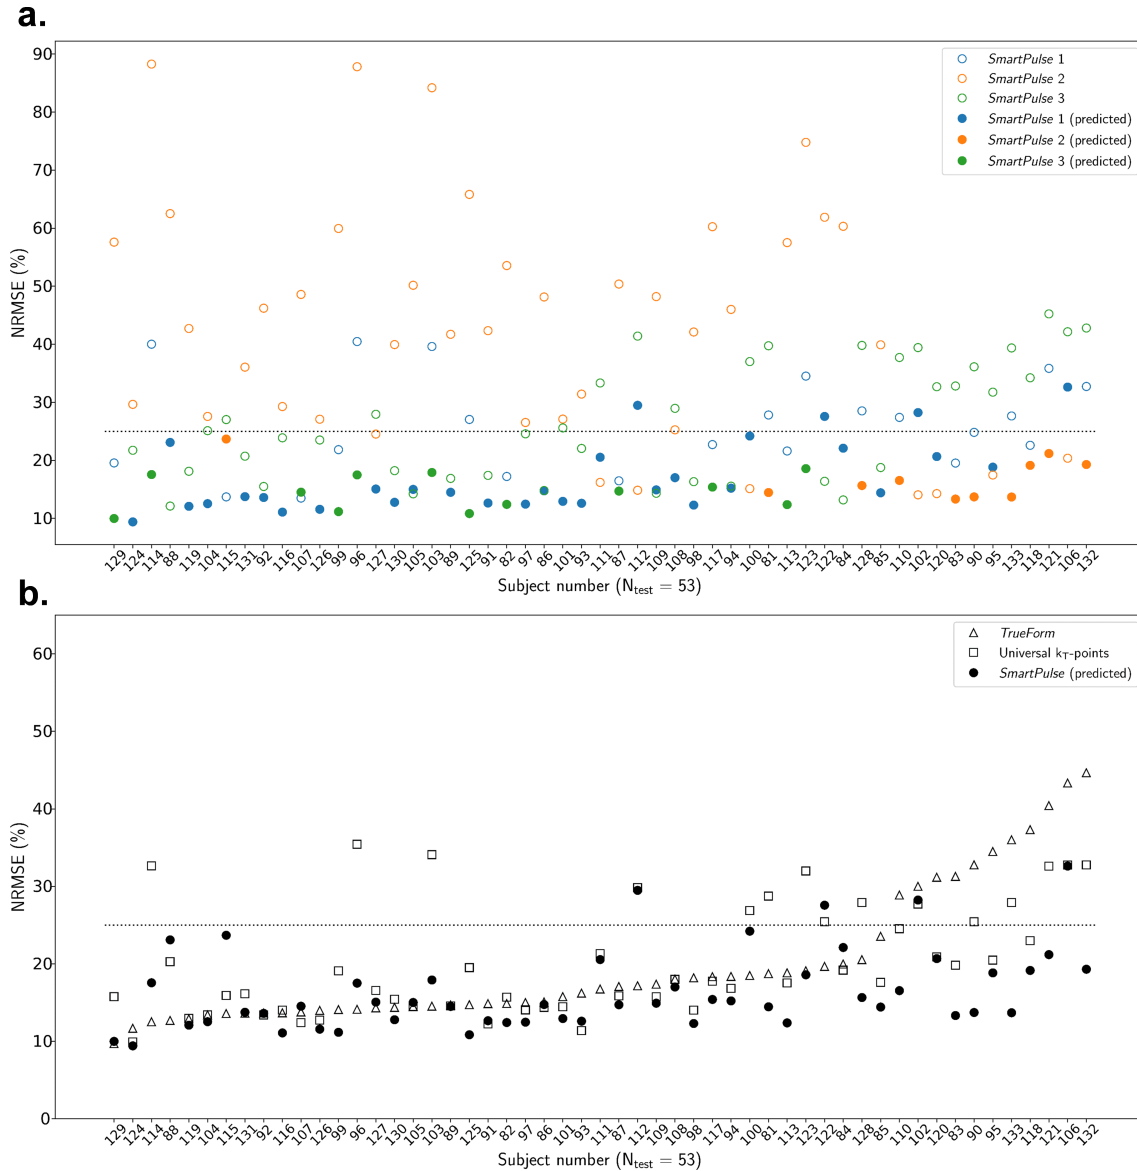 a.
90
80
70
60
50
40
30
20
10
NRMSE (%)
SmartPulse 1
SmartPulse 2
SmartPulse 3
SmartPulse 1 (predicted)
SmartPulse 2 (predicted)
SmartPulse 3 (predicted)
129 124 114 88 119 104 115 131 92 116 107 126 99 96 127 130 105 103 89 125 91 82 97 86 101 93 111 87 112 109 108 98 117 94 100 81 113 123 122 84 128 85 110 102 120 83 90 95 133 118 121 106 132
Subject number (N_test = 53)
b.
60
50
40
30
20
10
0
NRMSE (%)
TrueForm
Universal k_T-points
SmartPulse (predicted)
129 124 114 88 119 104 115 131 92 116 107 126 99 96 127 130 105 103 89 125 91 82 97 86 101 93 111 87 112 109 108 98 117 94 100 81 113 123 122 84 128 85 110 102 120 83 90 95 133 118 121 106 132
Subject number (N_test = 53)